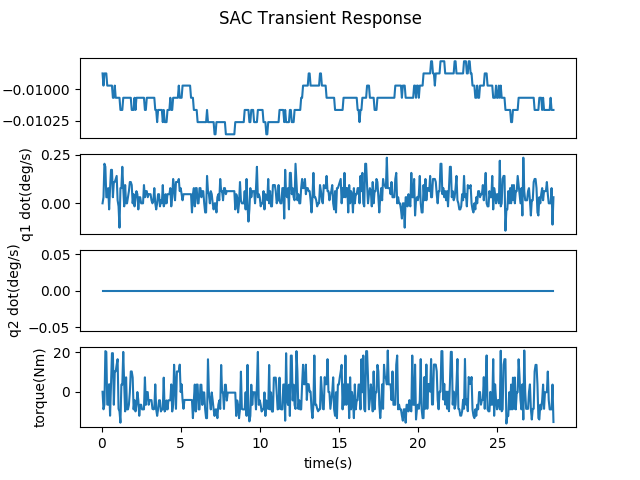 SAC Transient Response
−0.01000
−0.01025
0.25
0.00
q1 dot(deg/s)
0.05
0.00
−0.05
q2 dot(deg/s)
20
0
torque(Nm)
0 5 10 15 20 25
time(s)